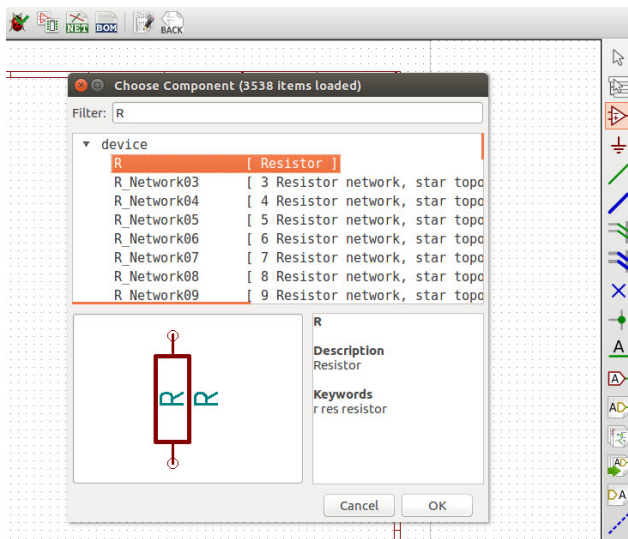 NET
BOM
BACK
Choose Component (3538 items loaded)
Filter: R
device
R [ Resistor ]
R_Network03 [ 3 Resistor network, star topo
R_Network04 [ 4 Resistor network, star topo
R_Network05 [ 5 Resistor network, star topo
R_Network06 [ 6 Resistor network, star topo
R_Network07 [ 7 Resistor network, star topo
R_Network08 [ 8 Resistor network, star topo
R_Network09 [ 9 Resistor network, star topo
R R
R
Description
Resistor
Keywords
r res resistor
Cancel OK
A
A
AD
AD
DA